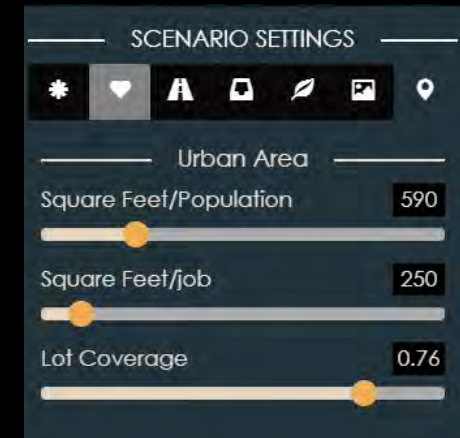 SCENARIO SETTINGS
Urban Area
Square Feet/Population 590
Square Feet/job 250
Lot Coverage 0.76